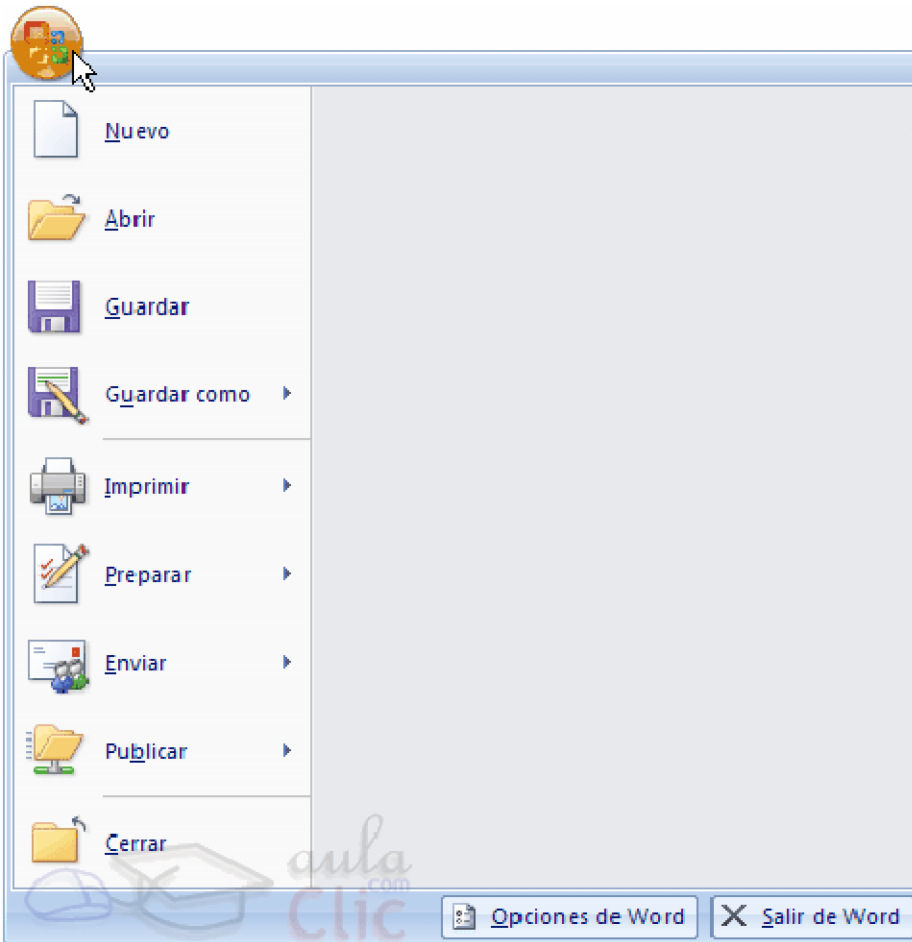 Nuevo
Abrir
Guardar
Guardar como
Imprimir
Preparar
Enviar
Publicar
Cerrar
aula
.com
Clic
Opciones de Word
Salir de Word